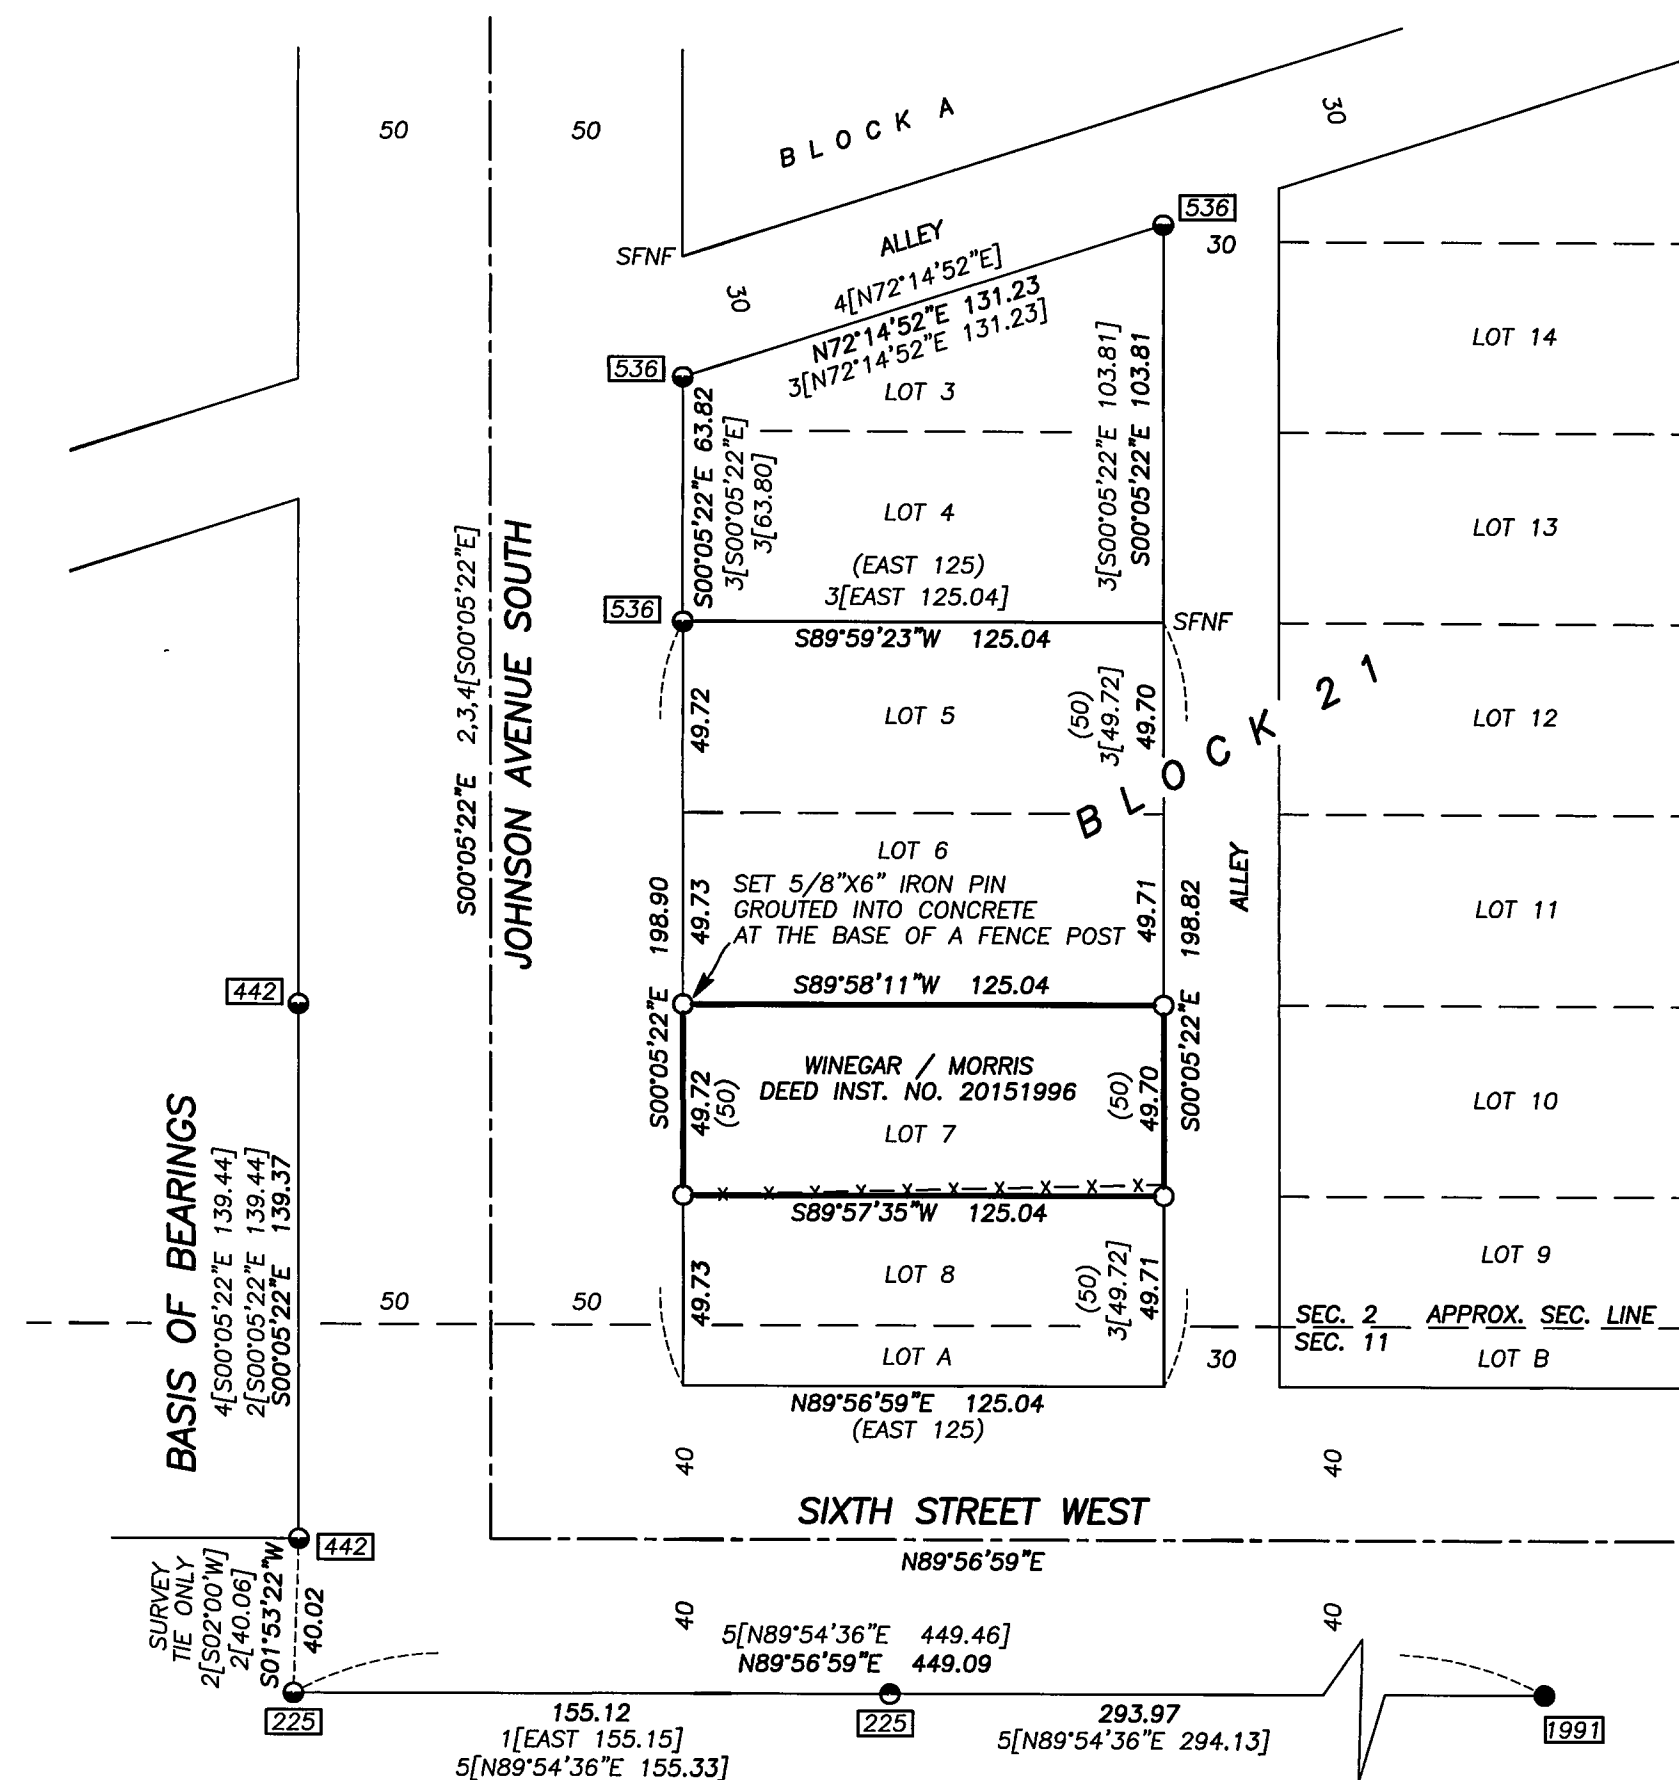 50
50
BLOCK A
30
536
SFNF
ALLEY
30
4[N72°14'52"E]
30
N72°14'52"E 131.23
3[N72°14'52"E 131.23]
536
LOT 3
LOT 14
S00°05'22"E 63.82
3[S00°05'22"E]
3[63.80]
3[S00°05'22"E 103.81]
S00°05'22"E 103.81
LOT 4
LOT 13
(EAST 125)
3[EAST 125.04]
536
SFNF
S89°59'23"W 125.04
S00°05'22"E 2,3,4[S00°05'22"E]
JOHNSON AVENUE SOUTH
49.72
LOT 5
(50)
3[49.72]
49.70
BLOCK 21
LOT 12
LOT 6
SET 5/8"X6" IRON PIN
GROUTED INTO CONCRETE
AT THE BASE OF A FENCE POST
S00°05'22"E 198.90
49.73
49.71
S00°05'22"E 198.82
ALLEY
LOT 11
442
S89°58'11"W 125.04
WINEGAR / MORRIS
DEED INST. NO. 20151996
49.72
(50)
(50)
49.70
LOT 7
LOT 10
S89°57'35"W 125.04
BASIS OF BEARINGS
4[S00°05'22"E 139.44]
2[S00°05'22"E 139.44]
S00°05'22"E 139.37
49.73
LOT 8
(50)
3[49.72]
49.71
LOT 9
50
50
SEC. 2 APPROX. SEC. LINE
SEC. 11
LOT A
30
LOT B
N89°56'59"E 125.04
(EAST 125)
40
40
SIXTH STREET WEST
442
N89°56'59"E
SURVEY
TIE ONLY
2[S02°00'W]
2[40.06]
S01°53'22"W
40.02
40
40
5[N89°54'36"E 449.46]
N89°56'59"E 449.09
225
155.12
225
293.97
1991
1[EAST 155.15]
5[N89°54'36"E 294.13]
5[N89°54'36"E 155.33]